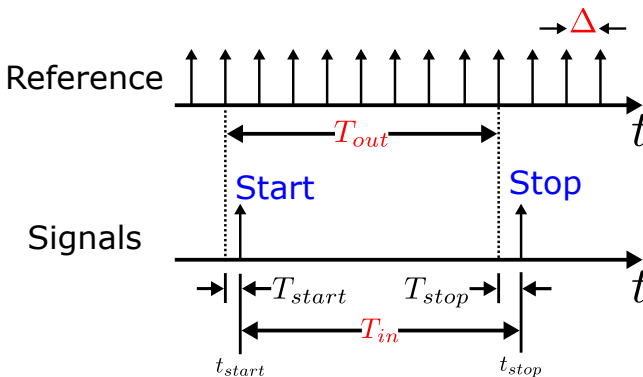 Δ
Reference
t
T_out
Start
Stop
Signals
t
T_start
T_stop
T_in
t_start
t_stop